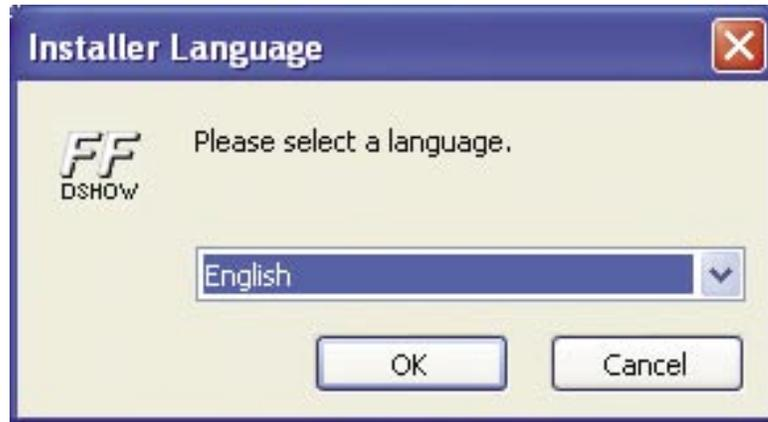 Installer Language
FF
DSHOW
Please select a language.
English
OK
Cancel